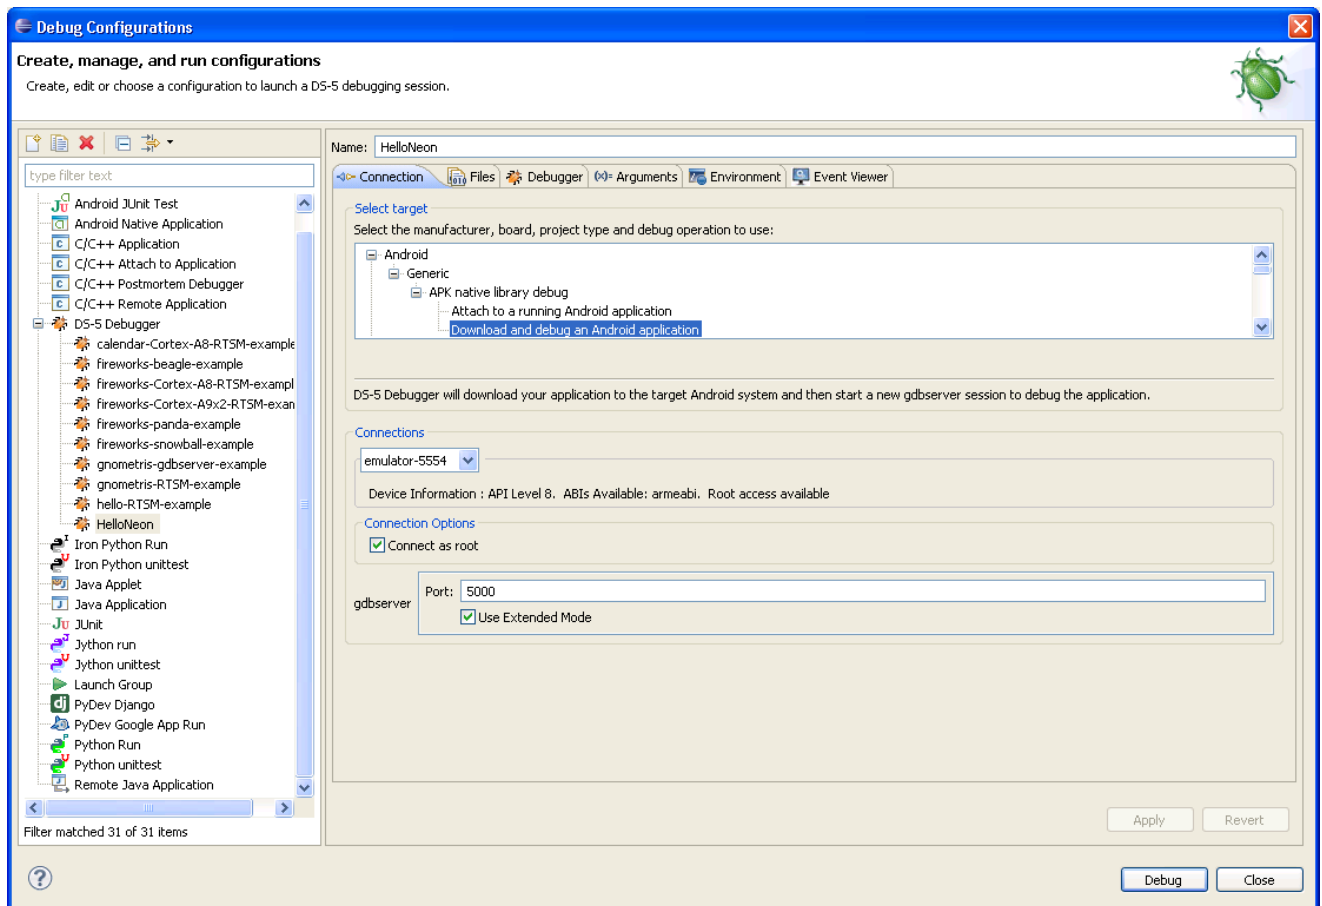 Debug Configurations
Create, manage, and run configurations
Create, edit or choose a configuration to launch a DS-5 debugging session.
type filter text
Android JUnit Test
Android Native Application
C/C++ Application
C/C++ Attach to Application
C/C++ Postmortem Debugger
C/C++ Remote Application
DS-5 Debugger
calendar-Cortex-A8-RTSM-example
fireworks-beagle-example
fireworks-Cortex-A8-RTSM-exampl
fireworks-Cortex-A9x2-RTSM-exan
fireworks-panda-example
fireworks-snowball-example
gnometris-gdbserver-example
gnometris-RTSM-example
hello-RTSM-example
HelloNeon
Iron Python Run
Iron Python unittest
Java Applet
Java Application
JUnit
Jython run
Jython unittest
Launch Group
PyDev Django
PyDev Google App Run
Python Run
Python unittest
Remote Java Application
Filter matched 31 of 31 items
Name: HelloNeon
Connection Files Debugger Arguments Environment Event Viewer
Select target
Select the manufacturer, board, project type and debug operation to use:
Android
Generic
APK native library debug
Attach to a running Android application
Download and debug an Android application
DS-5 Debugger will download your application to the target Android system and then start a new gdbserver session to debug the application.
Connections
emulator-5554
Device Information : API Level 8. ABIs Available: armeabi. Root access available
Connection Options
Connect as root
gdbserver
Port: 5000
Use Extended Mode
Apply Revert
Debug Close